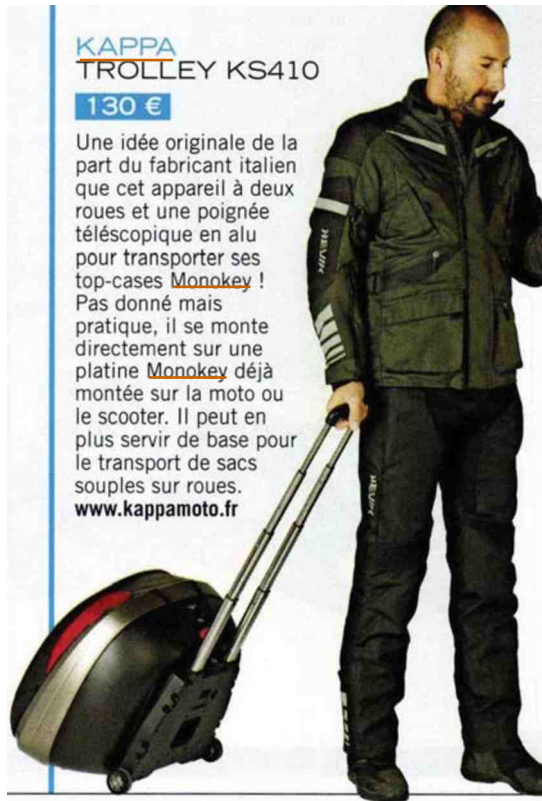 KAPPA
TROLLEY KS410
130 €
Une idée originale de la
part du fabricant italien
que cet appareil à deux
roues et une poignée
téléscopique en alu
pour transporter ses
top-cases Monokey !
Pas donné mais
pratique, il se monte
directement sur une
platine Monokey déjà
montée sur la moto ou
le scooter. Il peut en
plus servir de base pour
le transport de sacs
souples sur roues.
www.kappamoto.fr
HEVIK
HEVIK